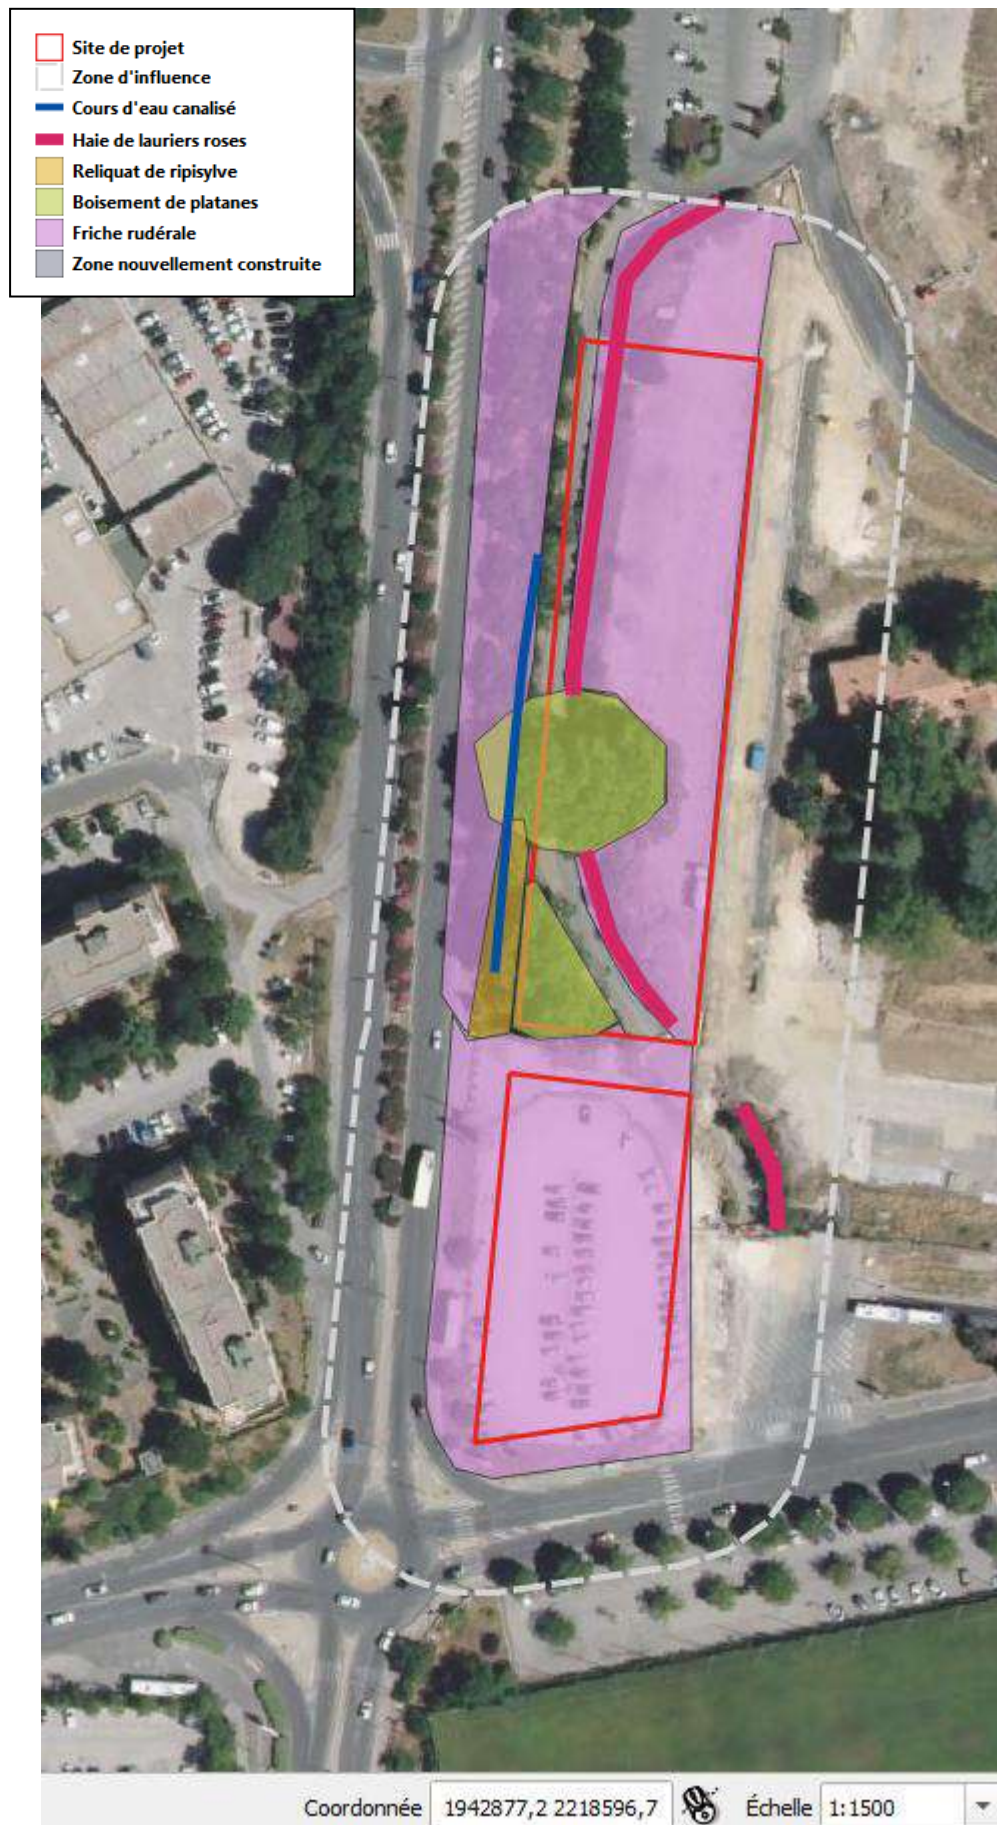 Site de projet
Zone d'influence
Cours d'eau canalisé
Haie de lauriers roses
Reliquat de ripisylve
Boisement de platanes
Friche rudérale
Zone nouvellement construite
Coordonnée 1942877,2 2218596,7 Échelle 1:1500